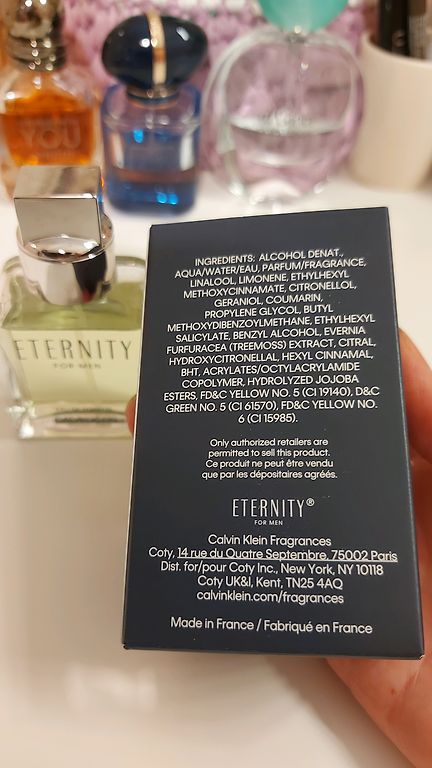 YOU
ETERNITY
FOR MEN
INGREDIENTS: ALCOHOL DENAT.,
AQUA/WATER/EAU, PARFUM/FRAGRANCE,
LINALOOL, LIMONENE, ETHYLHEXYL
METHOXYCINNAMATE, CITRONELLOL,
GERANIOL, COUMARIN,
PROPYLENE GLYCOL, BUTYL
METHOXYDIBENZOYLMETHANE, ETHYLHEXYL
SALICYLATE, BENZYL ALCOHOL, EVERNIA
FURFURACEA (TREEMOSS) EXTRACT, CITRAL,
HYDROXYCITRONELLAL, HEXYL CINNAMAL,
BHT, ACRYLATES/OCTYLACRYLAMIDE
COPOLYMER, HYDROLYZED JOJOBA
ESTERS, FD&C YELLOW NO. 5 (CI 19140), D&C
GREEN NO. 5 (CI 61570), FD&C YELLOW NO.
6 (CI 15985).
Only authorized retailers are
permitted to sell this product.
Ce produit ne peut être vendu
que par les dépositaires agréés.
ETERNITY®
FOR MEN
Calvin Klein Fragrances
Coty, 14 rue du Quatre Septembre, 75002 Paris
Dist. for/pour Coty Inc., New York, NY 10118
Coty UK&I, Kent, TN25 4AQ
calvinklein.com/fragrances
Made in France / Fabriqué en France